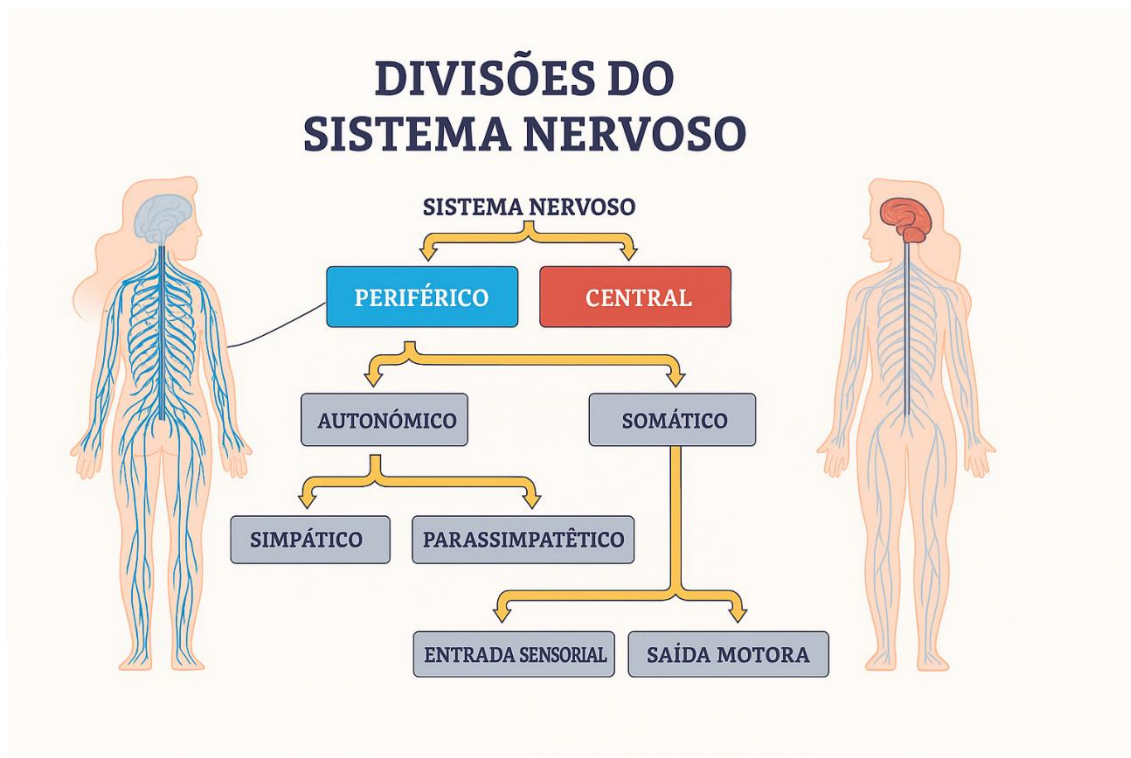 DIVISÕES DO
SISTEMA NERVOSO
SISTEMA NERVOSO
PERIFÉRICO
CENTRAL
AUTONÓMICO
SOMÁTICO
SIMPÁTICO
PARASSIMPATÊTICO
ENTRADA SENSORIAL
SAÍDA MOTORA